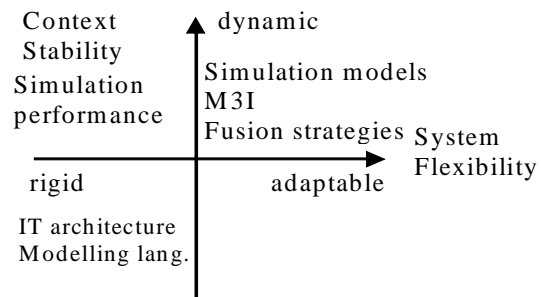 Context
Stability
dynamic
Simulation
performance
Simulation models
M3I
Fusion strategies
System
Flexibility
rigid
adaptable
IT architecture
Modelling lang.